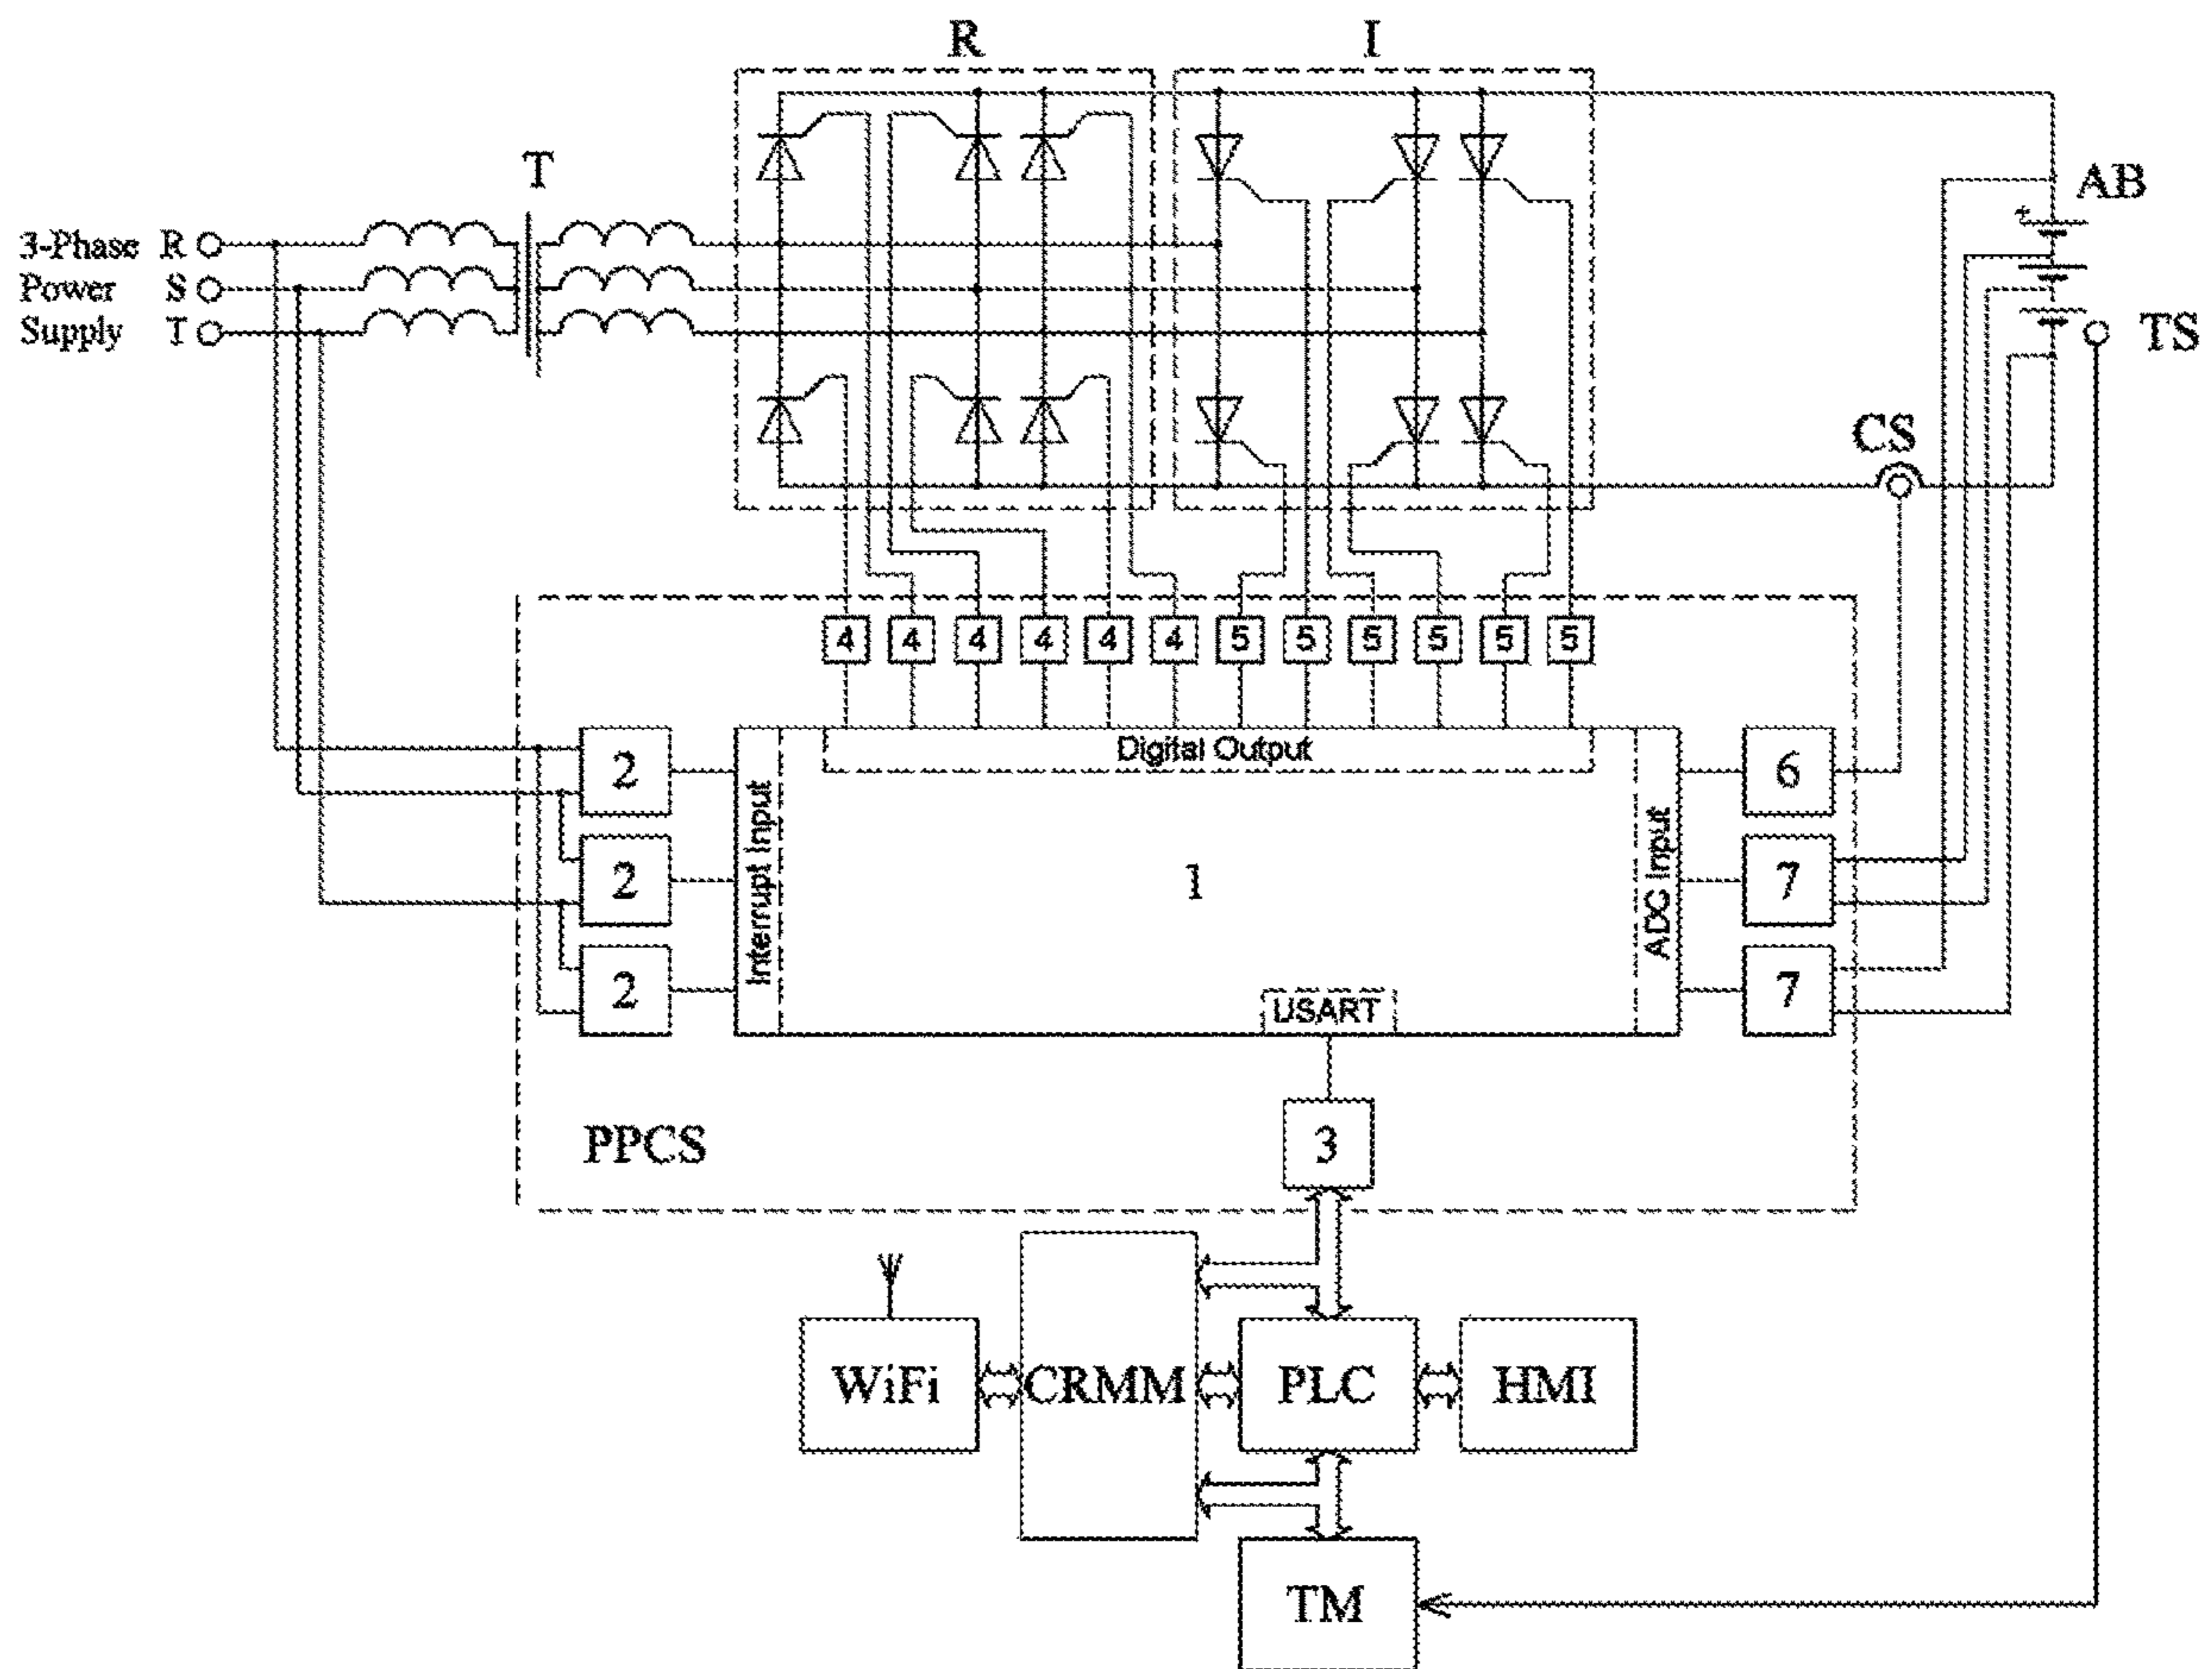 R
I
T
AB
3-Phase R
Power S
Supply T
TS
CS
4 4 4 4 4 4 5 5 5 5 5 5
Digital Output
2
2
2
Interrupt Input
1
ADC Input
6
7
7
USART
PPCS
3
WiFi
CRMM
PLC
HMI
TM